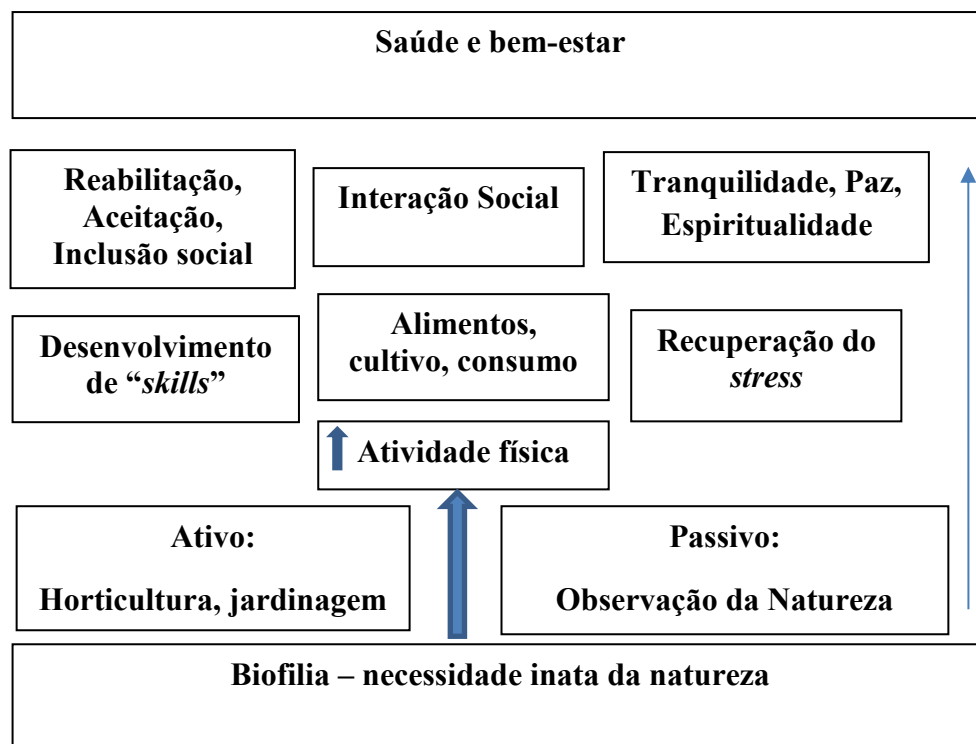 Saúde e bem-estar
Reabilitação,
Aceitação,
Inclusão social
Interação Social
Tranquilidade, Paz,
Espiritualidade
Desenvolvimento
de “skills”
Alimentos,
cultivo, consumo
Recuperação do
stress
Atividade física
Ativo:
Horticultura, jardinagem
Passivo:
Observação da Natureza
Biofilia – necessidade inata da natureza